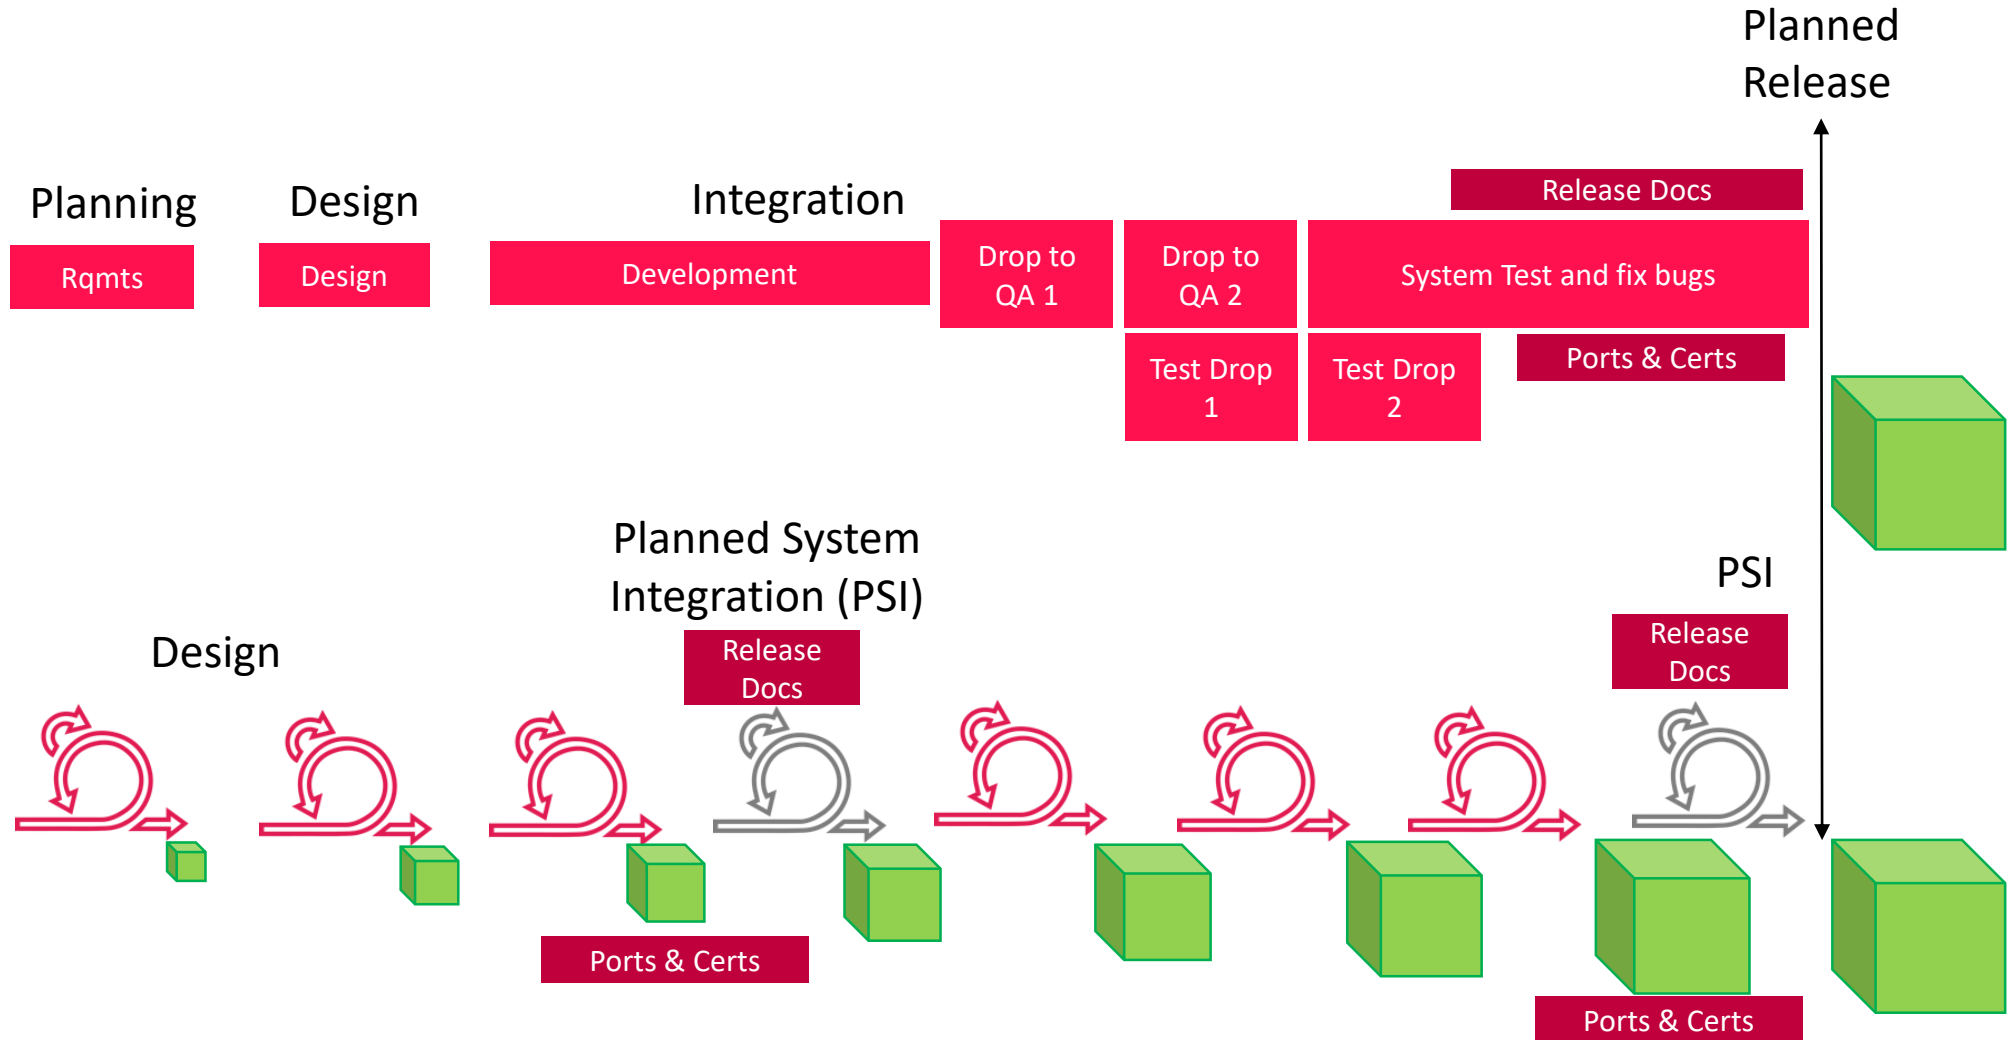 Planned
Release
Planning
Design
Integration
Release Docs
Rqmts
Design
Development
Drop to
QA 1
Drop to
QA 2
System Test and fix bugs
Test Drop
1
Test Drop
2
Ports & Certs
Planned System
Integration (PSI)
PSI
Design
Release
Docs
Release
Docs
Ports & Certs
Ports & Certs